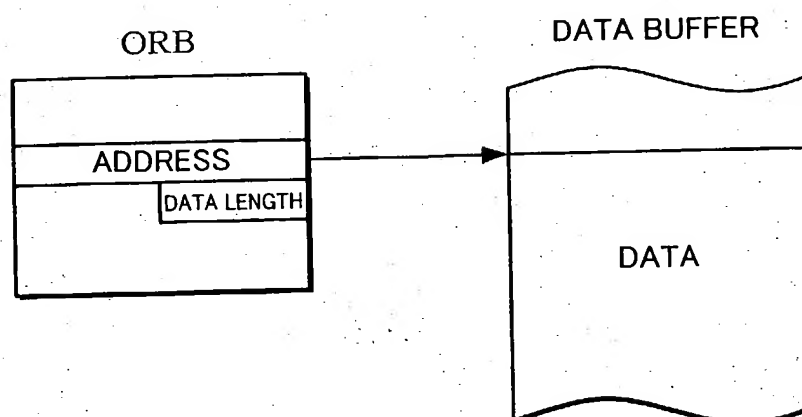 ORB
DATA BUFFER
ADDRESS
DATA LENGTH
DATA